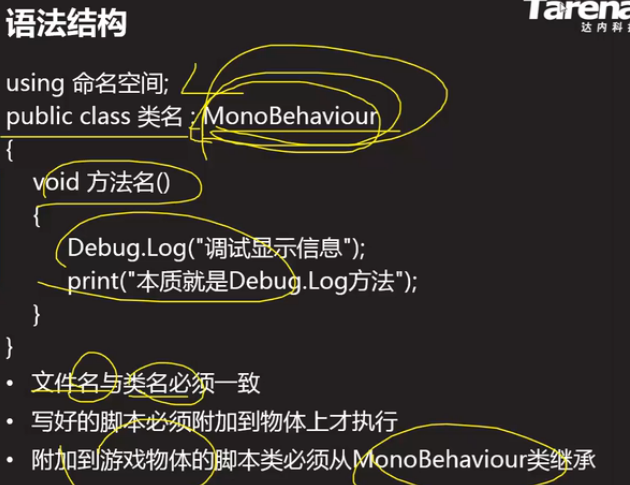 Tarena
语法结构
达内科技
using 命名空间;
public class 类名 : MonoBehaviour
{
void 方法名()
{
Debug.Log("调试显示信息");
print("本质就是Debug.Log方法");
}
}
• 文件名与类名必须一致
• 写好的脚本必须附加到物体上才执行
• 附加到游戏物体的脚本类必须从MonoBehaviour类继承